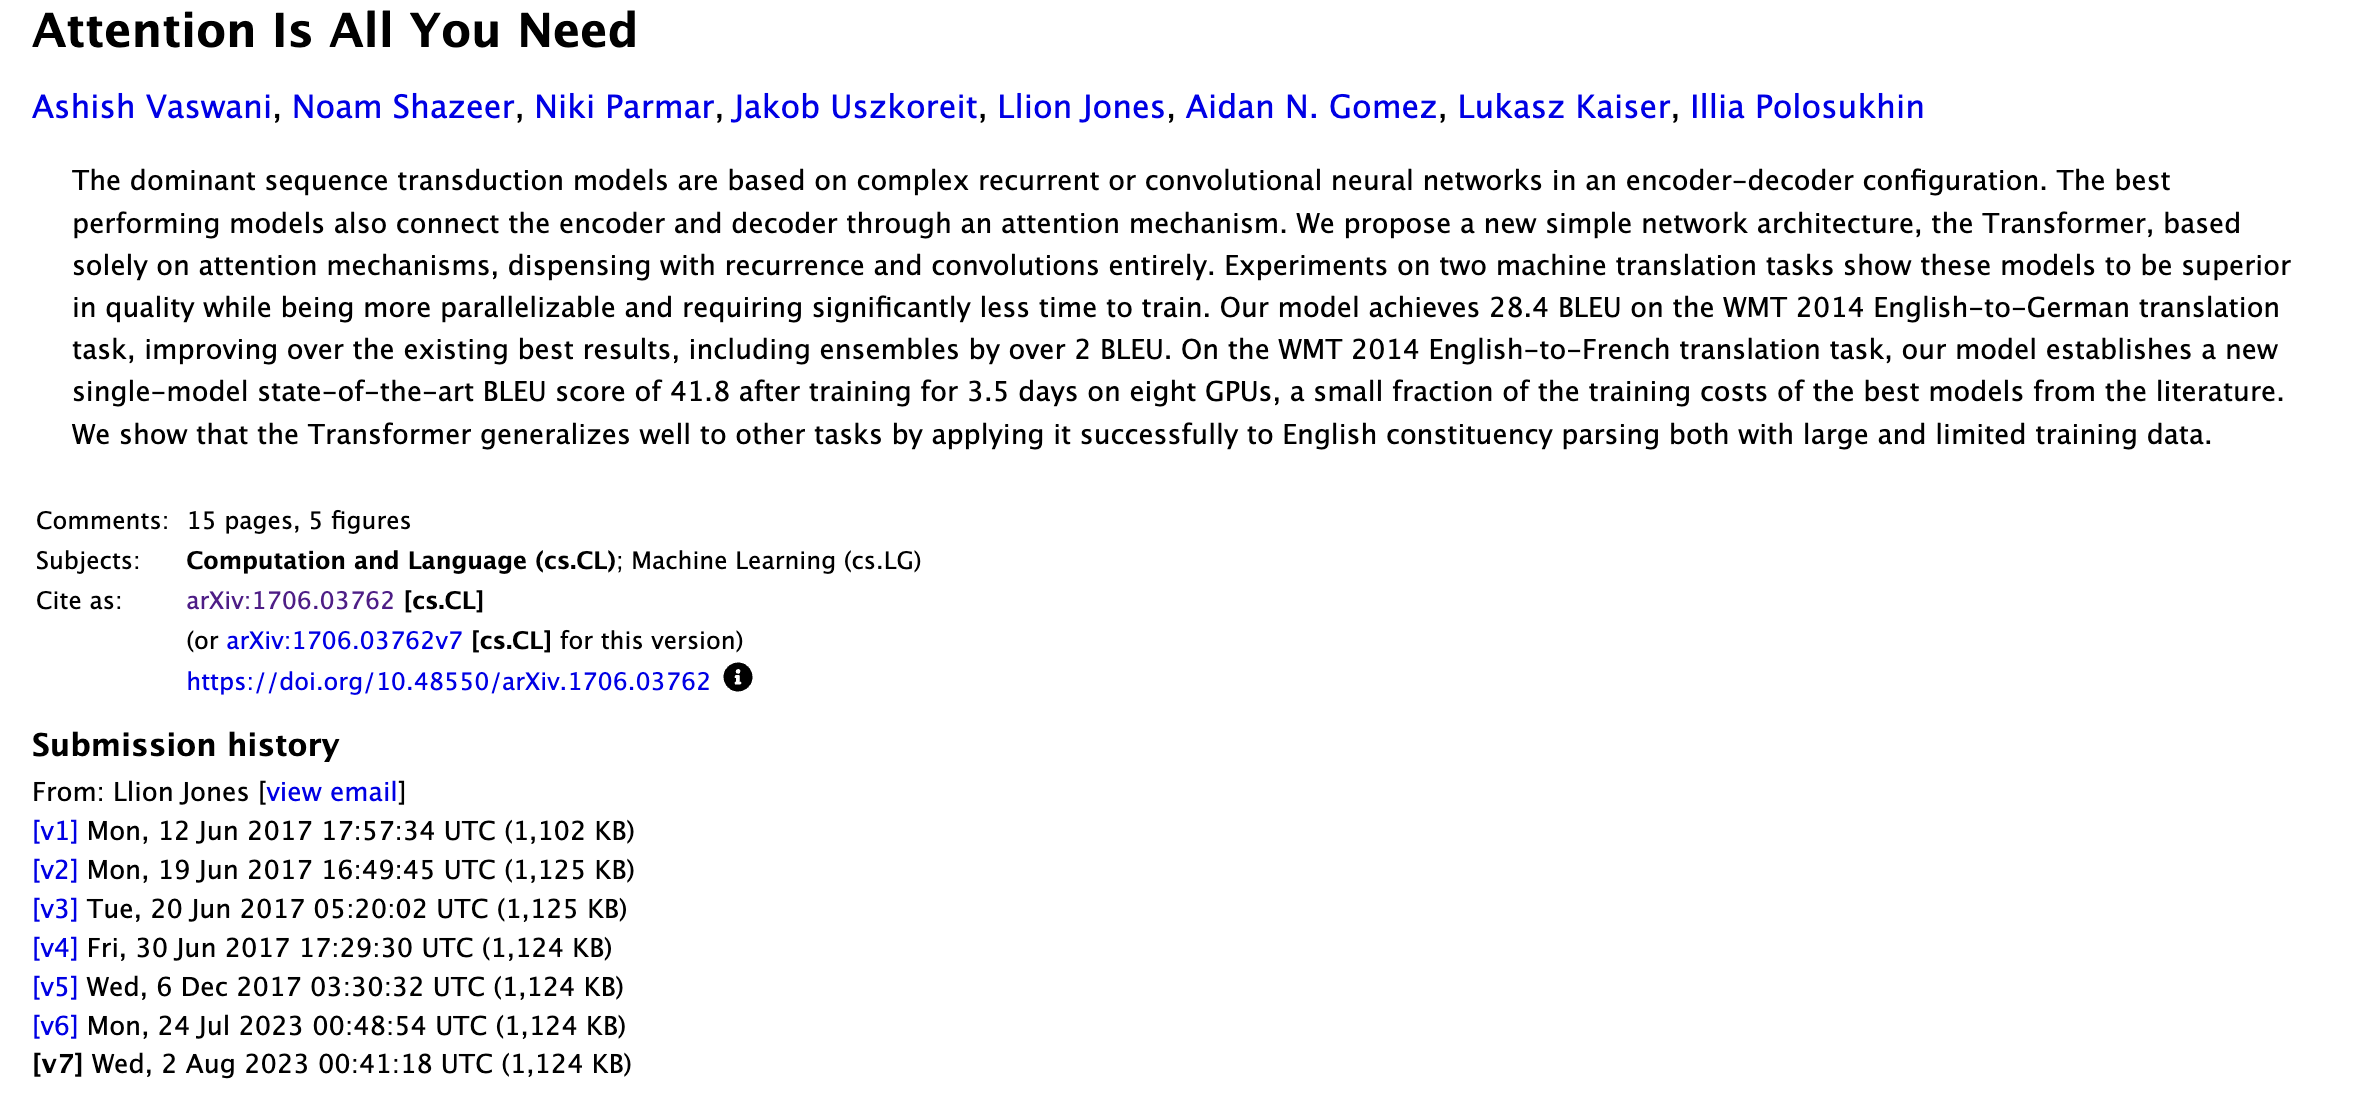 Attention Is All You Need
Ashish Vaswani, Noam Shazeer, Niki Parmar, Jakob Uszkoreit, Llion Jones, Aidan N. Gomez, Lukasz Kaiser, Illia Polosukhin
The dominant sequence transduction models are based on complex recurrent or convolutional neural networks in an encoder-decoder configuration. The best
performing models also connect the encoder and decoder through an attention mechanism. We propose a new simple network architecture, the Transformer, based
solely on attention mechanisms, dispensing with recurrence and convolutions entirely. Experiments on two machine translation tasks show these models to be superior
in quality while being more parallelizable and requiring significantly less time to train. Our model achieves 28.4 BLEU on the WMT 2014 English-to-German translation
task, improving over the existing best results, including ensembles by over 2 BLEU. On the WMT 2014 English-to-French translation task, our model establishes a new
single-model state-of-the-art BLEU score of 41.8 after training for 3.5 days on eight GPUs, a small fraction of the training costs of the best models from the literature.
We show that the Transformer generalizes well to other tasks by applying it successfully to English constituency parsing both with large and limited training data.
Comments: 15 pages, 5 figures
Subjects: Computation and Language (cs.CL); Machine Learning (cs.LG)
Cite as: arXiv:1706.03762 [cs.CL]
(or arXiv:1706.03762v7 [cs.CL] for this version)
https://doi.org/10.48550/arXiv.1706.03762
Submission history
From: Llion Jones [view email]
[v1] Mon, 12 Jun 2017 17:57:34 UTC (1,102 KB)
[v2] Mon, 19 Jun 2017 16:49:45 UTC (1,125 KB)
[v3] Tue, 20 Jun 2017 05:20:02 UTC (1,125 KB)
[v4] Fri, 30 Jun 2017 17:29:30 UTC (1,124 KB)
[v5] Wed, 6 Dec 2017 03:30:32 UTC (1,124 KB)
[v6] Mon, 24 Jul 2023 00:48:54 UTC (1,124 KB)
[v7] Wed, 2 Aug 2023 00:41:18 UTC (1,124 KB)